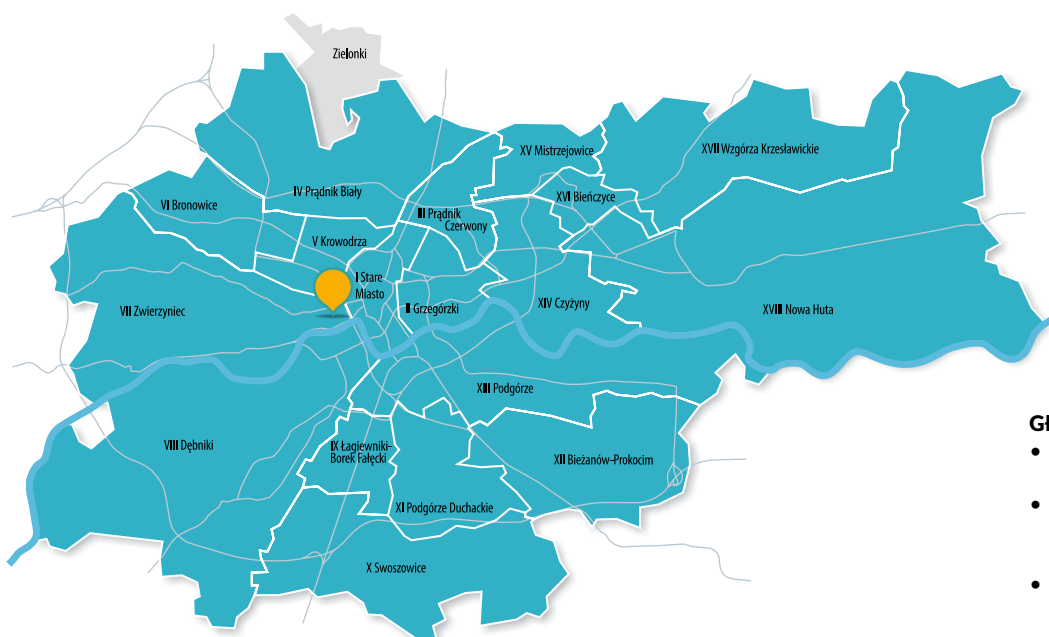 Zielonki
XV Mistrzejowice
XVII Wzgórza Krzesławickie
IV Prądnik Biały
XVI Bieńczyce
VI Bronowice
III Prądnik
Czerwony
V Krowodrza
I Stare
Miasto
VII Zwierzyniec
II Grzegórzki
XIV Czyżyny
XVIII Nowa Huta
XIII Podgórze
VIII Dębniki
IX Łagiewniki–
Borek Fałęcki
XII Bieżanów–Prokocim
XI Podgórze Duchackie
X Swoszowice
•
•
•